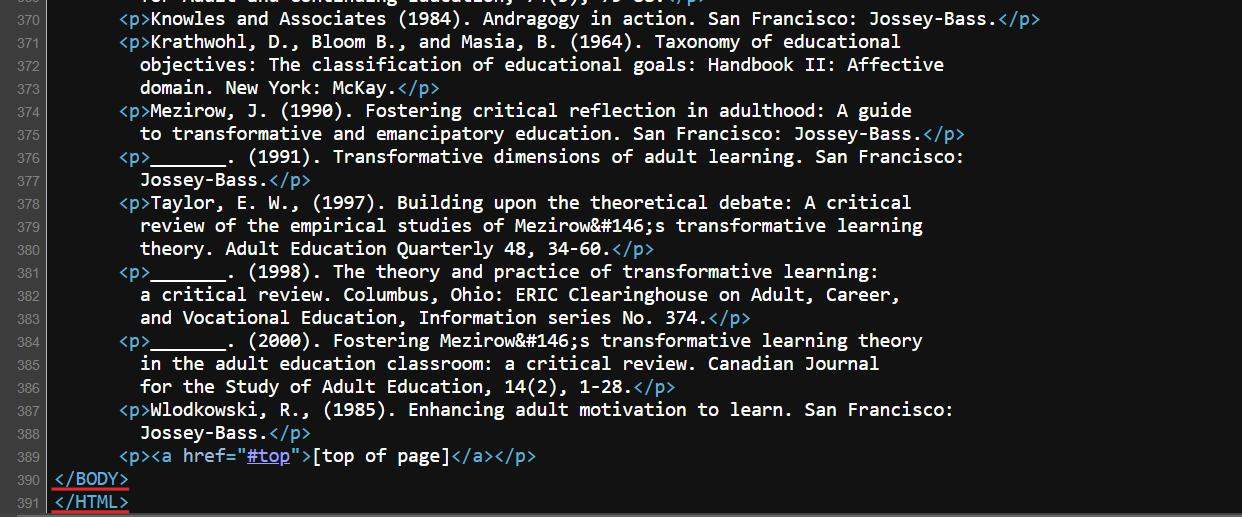 370 <p>Knowles and Associates (1984). Andragogy in action. San Francisco: Jossey-Bass.</p>
371 <p>Krathwohl, D., Bloom B., and Masia, B. (1964). Taxonomy of educational
372 objectives: The classification of educational goals: Handbook II: Affective
373 domain. New York: McKay.</p>
374 <p>Mezirow, J. (1990). Fostering critical reflection in adulthood: A guide
375 to transformative and emancipatory education. San Francisco: Jossey-Bass.</p>
376 <p>_______. (1991). Transformative dimensions of adult learning. San Francisco:
377 Jossey-Bass.</p>
378 <p>Taylor, E. W., (1997). Building upon the theoretical debate: A critical
379 review of the empirical studies of Mezirow&#146;s transformative learning
380 theory. Adult Education Quarterly 48, 34-60.</p>
381 <p>_______. (1998). The theory and practice of transformative learning:
382 a critical review. Columbus, Ohio: ERIC Clearinghouse on Adult, Career,
383 and Vocational Education, Information series No. 374.</p>
384 <p>_______. (2000). Fostering Mezirow&#146;s transformative learning theory
385 in the adult education classroom: a critical review. Canadian Journal
386 for the Study of Adult Education, 14(2), 1-28.</p>
387 <p>Wlodkowski, R., (1985). Enhancing adult motivation to learn. San Francisco:
388 Jossey-Bass.</p>
389 <p><a href="#top">[top of page]</a></p>
390 </BODY>
391 </HTML>